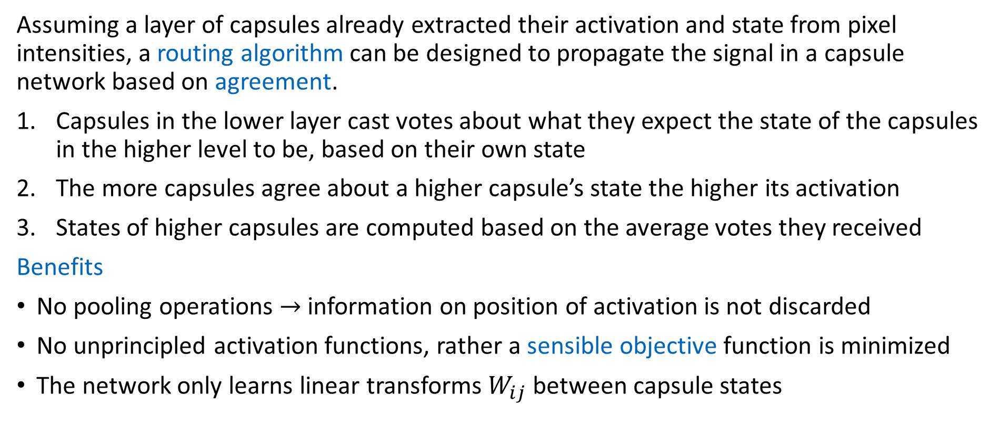 Assuming a layer of capsules already extracted their activation and state from pixel
intensities, a routing algorithm can be designed to propagate the signal in a capsule
network based on agreement.
1. Capsules in the lower layer cast votes about what they expect the state of the capsules
in the higher level to be, based on their own state
2. The more capsules agree about a higher capsule’s state the higher its activation
3. States of higher capsules are computed based on the average votes they received
Benefits
• No pooling operations → information on position of activation is not discarded
• No unprincipled activation functions, rather a sensible objective function is minimized
• The network only learns linear transforms $W_{ij}$ between capsule states